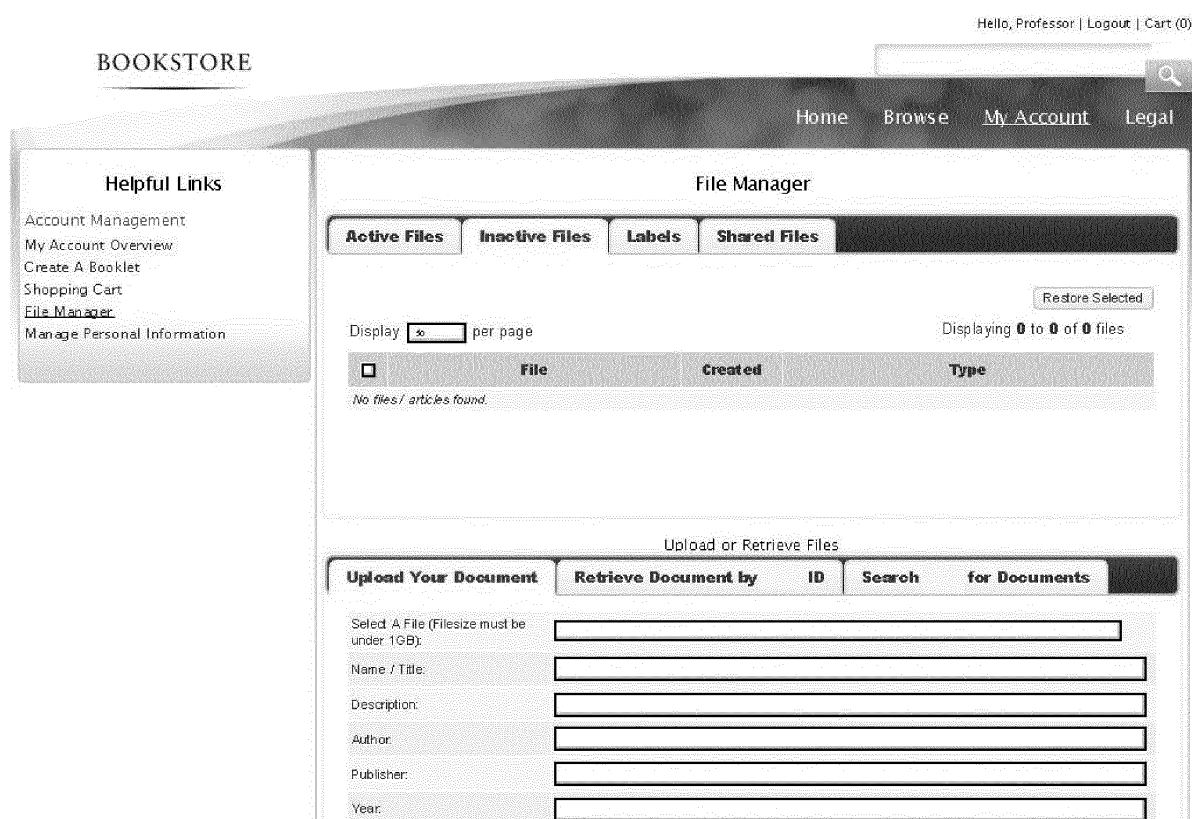 Hello, Professor | Logout | Cart (0)
BOOKSTORE
Home Browse My Account Legal
Helpful Links
Account Management
My Account Overview
Create A Booklet
Shopping Cart
File Manager
Manage Personal Information
File Manager
Active Files Inactive Files Labels Shared Files
Restore Selected
Display 50 per page
Displaying 0 to 0 of 0 files
File Created Type
No files / articles found.
Upload or Retrieve Files
Upload Your Document Retrieve Document by ID Search for Documents
Select A File (Filesize must be
under 1GB):
Name / Title:
Description:
Author:
Publisher:
Year: